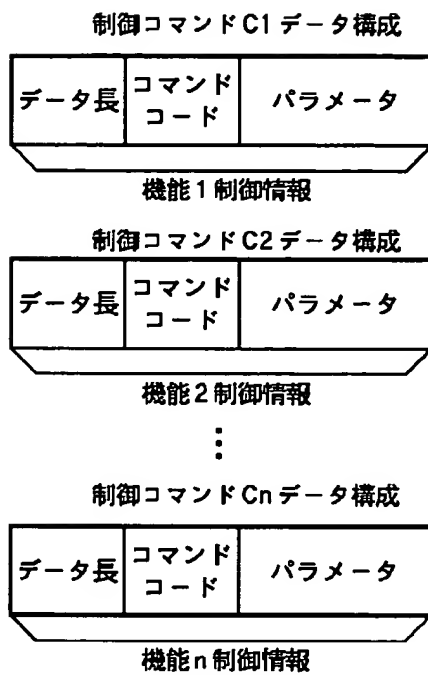 制御コマンドC1データ構成
データ長 コマンド パラメータ
コード
機能1制御情報
制御コマンドC2データ構成
データ長 コマンド パラメータ
コード
機能2制御情報
⋮
制御コマンドCnデータ構成
データ長 コマンド パラメータ
コード
機能n制御情報